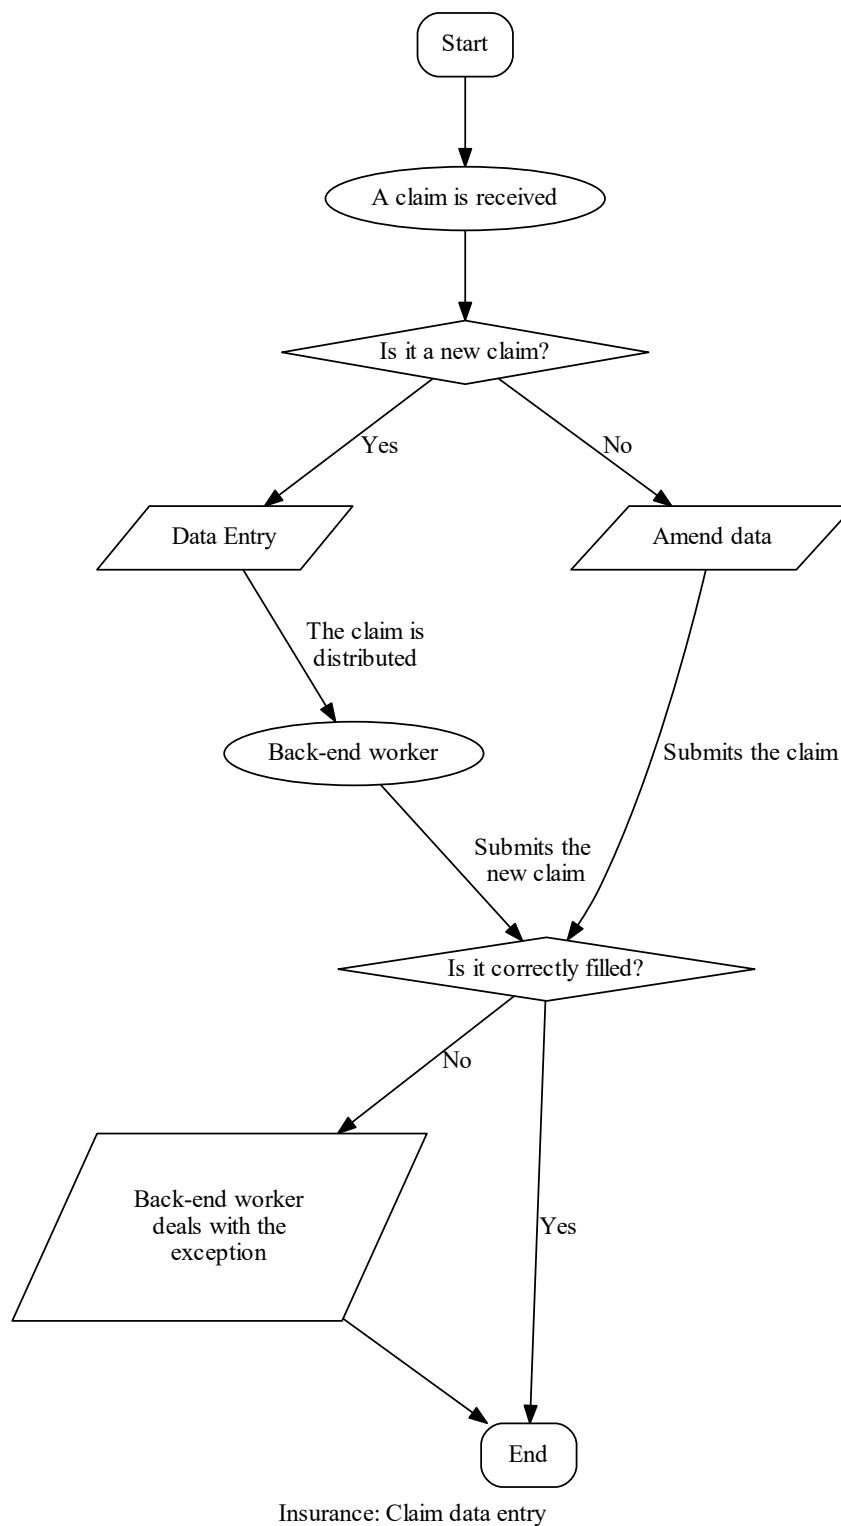 Start
A claim is received
Is it a new claim?
Yes
No
Data Entry
Amend data
The claim is
distributed
Back-end worker
Submits the claim
Submits the
new claim
Is it correctly filled?
No
Back-end worker
deals with the
exception
Yes
End
Insurance: Claim data entry